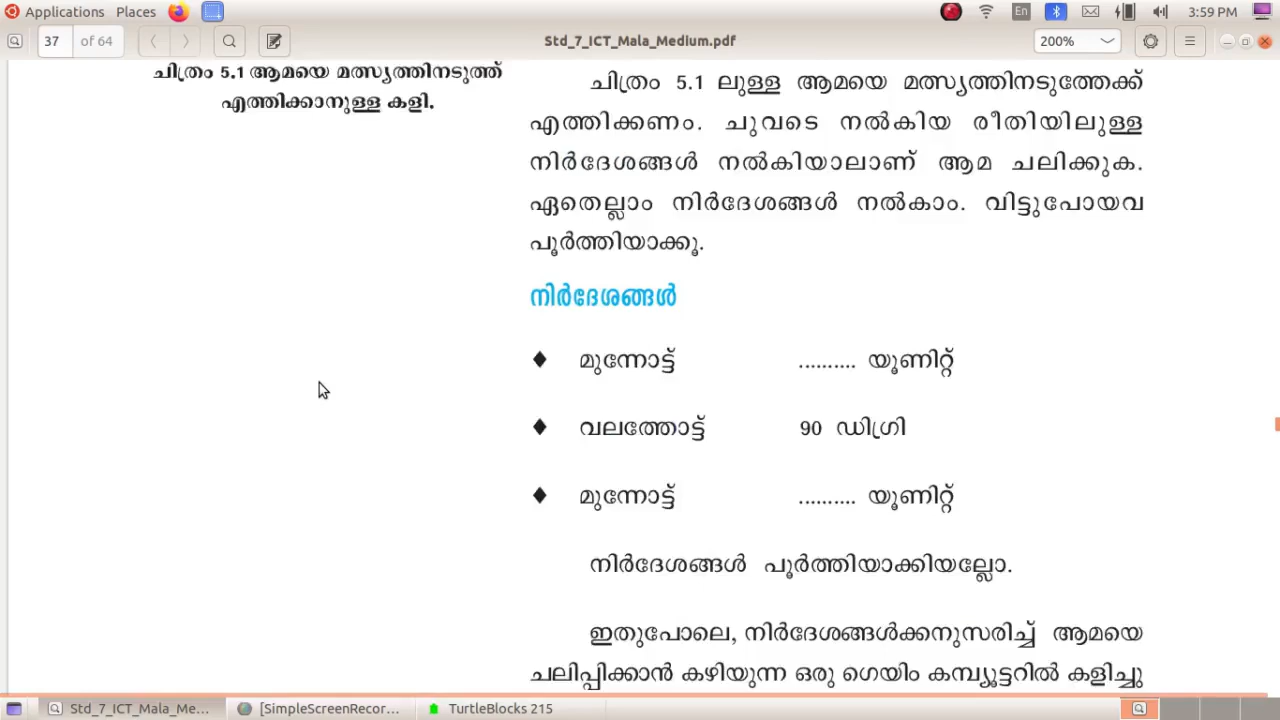 Applications Places En 3:59 PM
37 of 64 Std_7_ICT_Mala_Medium.pdf 200%
ചിത്രം 5.1 ആമയെ മത്സ്യത്തിനടുത്ത്
എത്തിക്കാനുള്ള കളി.
ചിത്രം 5.1 ലുള്ള ആമയെ മത്സ്യത്തിനടുത്തേക്ക്
എത്തിക്കണം. ചുവടെ നൽകിയ രീതിയിലുള്ള
നിർദേശങ്ങൾ നൽകിയാലാണ് ആമ ചലിക്കുക.
ഏതെല്ലാം നിർദേശങ്ങൾ നൽകാം. വിട്ടുപോയവ
പൂർത്തിയാക്കൂ.
നിർദേശങ്ങൾ
♦ മുന്നോട്ട് .......... യൂണിറ്റ്
♦ വലത്തോട്ട് 90 ഡിഗ്രി
♦ മുന്നോട്ട് .......... യൂണിറ്റ്
നിർദേശങ്ങൾ പൂർത്തിയാക്കിയല്ലോ.
ഇതുപോലെ, നിർദേശങ്ങൾക്കനുസരിച്ച് ആമയെ
ചലിപ്പിക്കാൻ കഴിയുന്ന ഒരു ഗെയിം കമ്പ്യൂട്ടറിൽ കളിച്ചു
Std_7_ICT_Mala_Me... [SimpleScreenRecor... TurtleBlocks 215